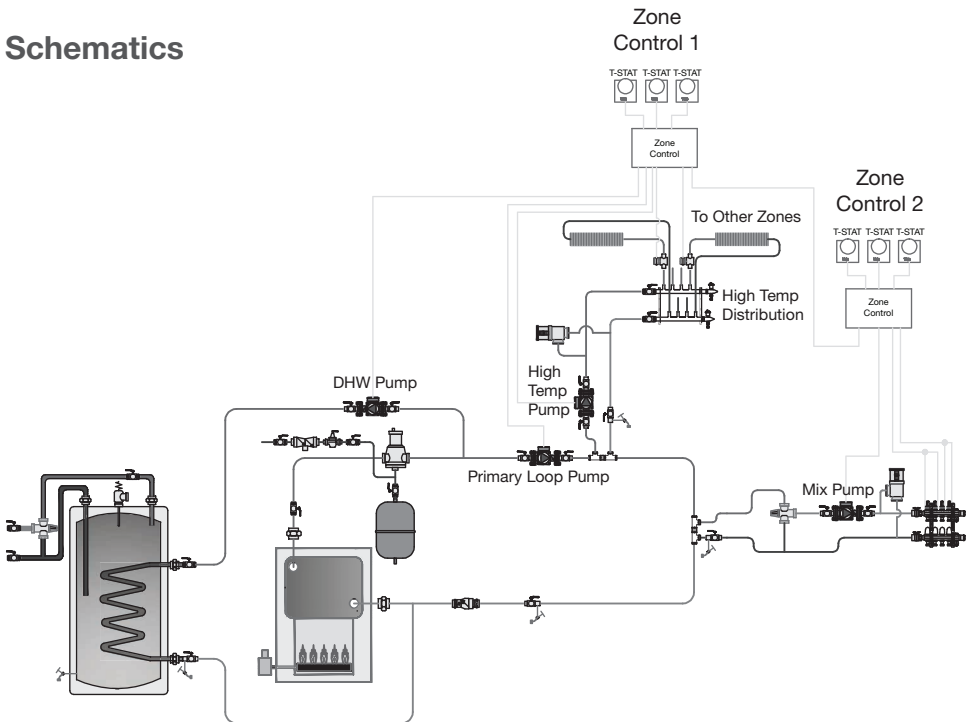 Schematics
Zone
Control 1
T-STAT T-STAT T-STAT
Zone
Control
Zone
Control 2
T-STAT T-STAT T-STAT
Zone
Control
To Other Zones
High Temp
Distribution
High
Temp
Pump
DHW Pump
Primary Loop Pump
Mix Pump